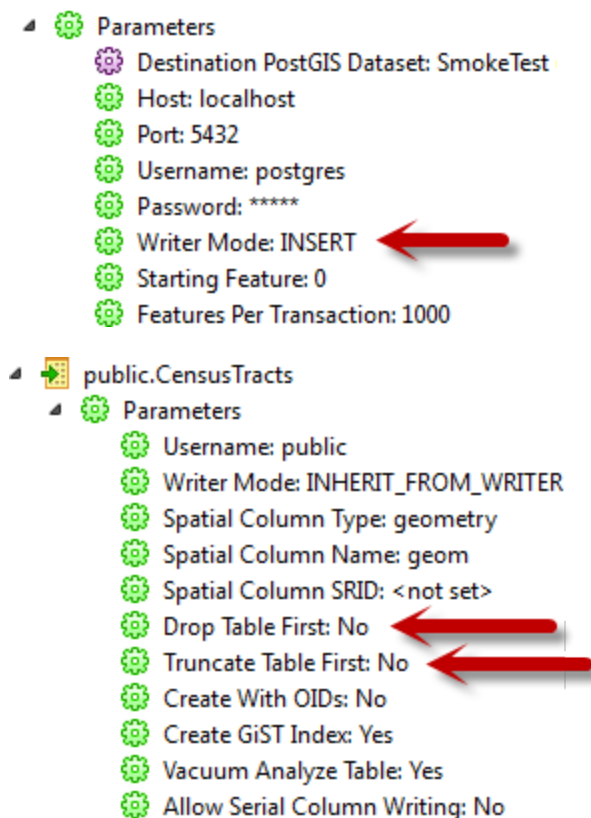 Parameters
Destination PostGIS Dataset: SmokeTest
Host: localhost
Port: 5432
Username: postgres
Password: *****
Writer Mode: INSERT
Starting Feature: 0
Features Per Transaction: 1000
public.CensusTracts
Parameters
Username: public
Writer Mode: INHERIT_FROM_WRITER
Spatial Column Type: geometry
Spatial Column Name: geom
Spatial Column SRID: <not set>
Drop Table First: No
Truncate Table First: No
Create With OIDs: No
Create GiST Index: Yes
Vacuum Analyze Table: Yes
Allow Serial Column Writing: No